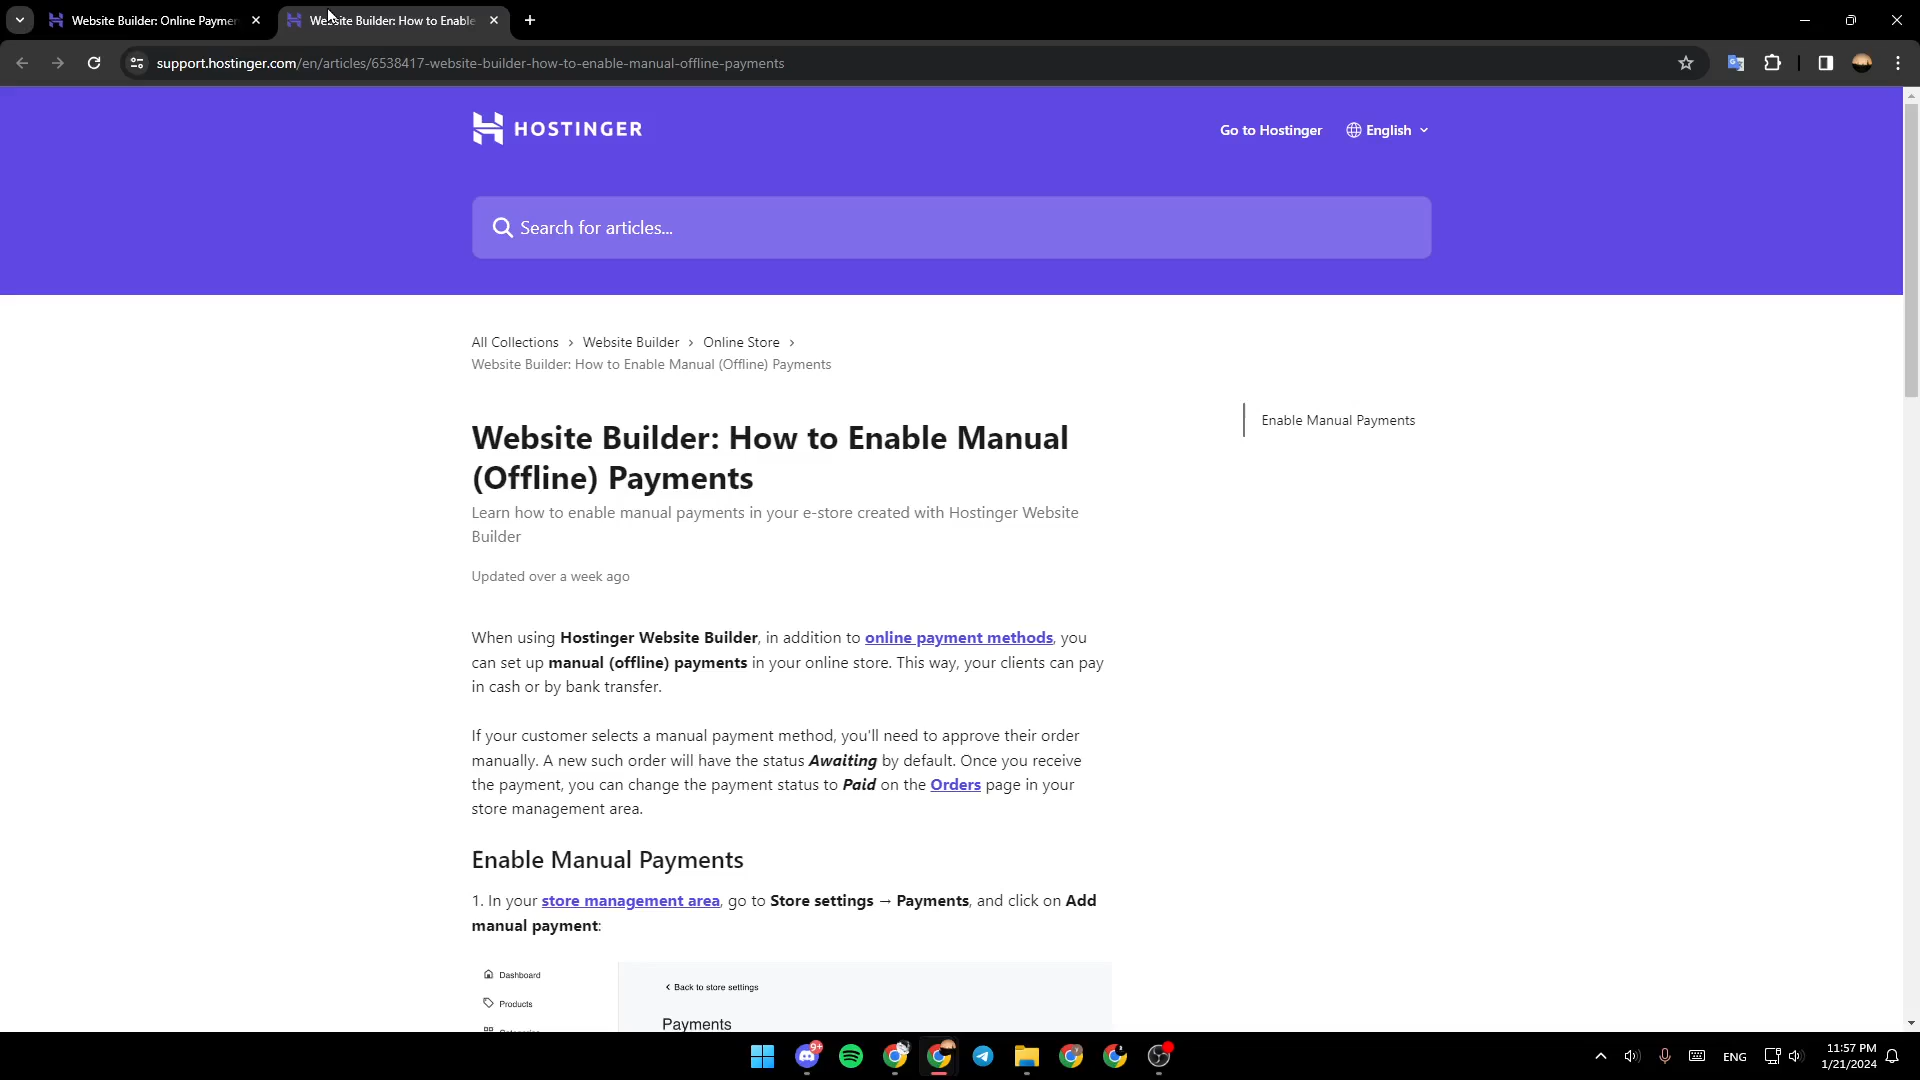 Website Builder: Online Paymen
Website Builder: How to Enable
support.hostinger.com/en/articles/6538417-website-builder-how-to-enable-manual-offline-payments
HOSTINGER
Go to Hostinger
English
Search for articles...
All Collections > Website Builder > Online Store >
Website Builder: How to Enable Manual (Offline) Payments
Website Builder: How to Enable Manual
(Offline) Payments
Enable Manual Payments
Learn how to enable manual payments in your e-store created with Hostinger Website
Builder
Updated over a week ago
When using Hostinger Website Builder, in addition to online payment methods, you
can set up manual (offline) payments in your online store. This way, your clients can pay
in cash or by bank transfer.
If your customer selects a manual payment method, you'll need to approve their order
manually. A new such order will have the status Awaiting by default. Once you receive
the payment, you can change the payment status to Paid on the Orders page in your
store management area.
Enable Manual Payments
1. In your store management area, go to Store settings → Payments, and click on Add
manual payment:
Dashboard
< Back to store settings
Products
Payments
9+
ENG
11:57 PM
1/21/2024